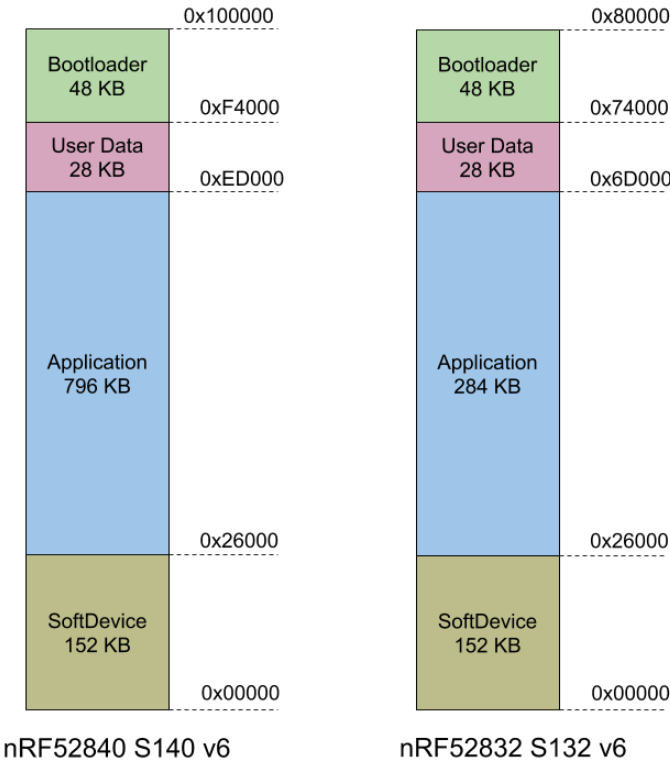 0x100000
Bootloader
48 KB
0xF4000
User Data
28 KB
0xED000
Application
796 KB
0x26000
SoftDevice
152 KB
0x00000
nRF52840 S140 v6
0x80000
Bootloader
48 KB
0x74000
User Data
28 KB
0x6D000
Application
284 KB
0x26000
SoftDevice
152 KB
0x00000
nRF52832 S132 v6